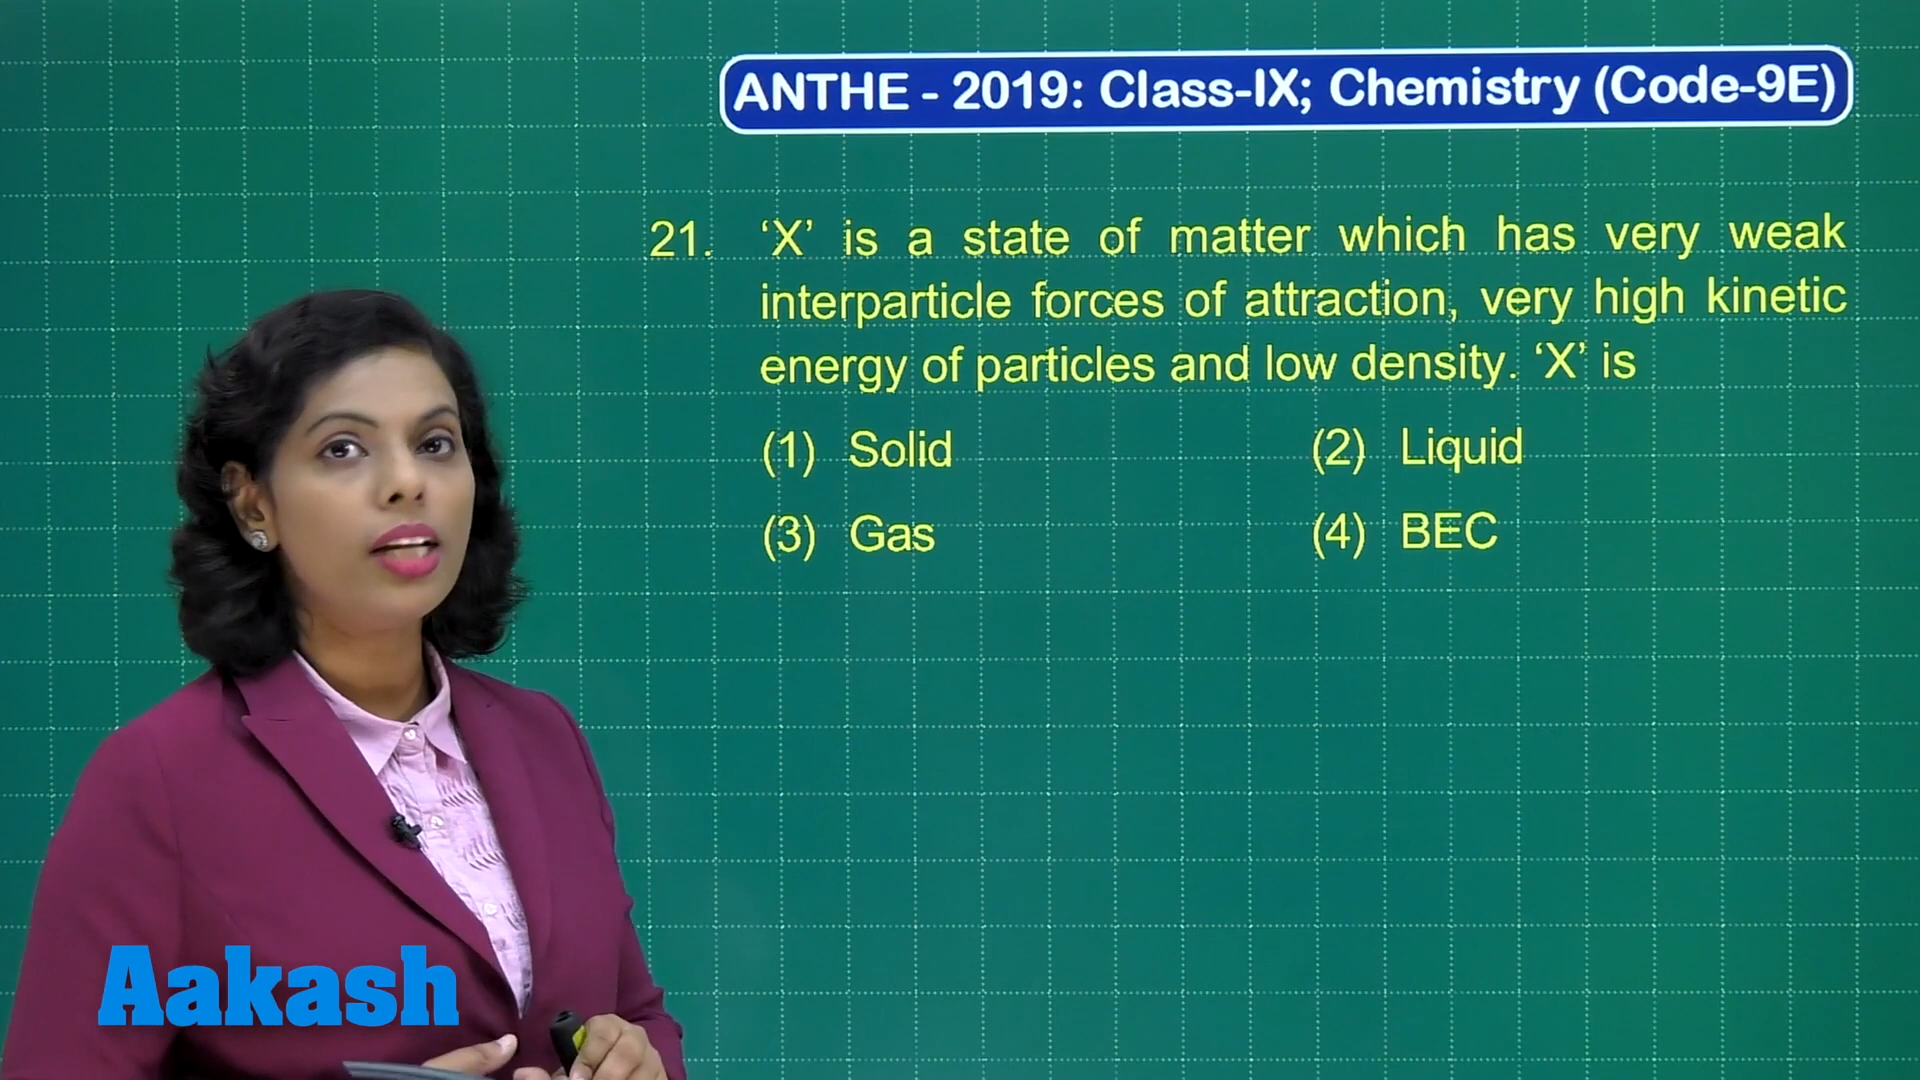 ANTHE - 2019: Class-IX; Chemistry (Code-9E)
21. ‘X’ is a state of matter which has very weak
interparticle forces of attraction, very high kinetic
energy of particles and low density. ‘X’ is
(1) Solid (2) Liquid
(3) Gas (4) BEC
Aakash